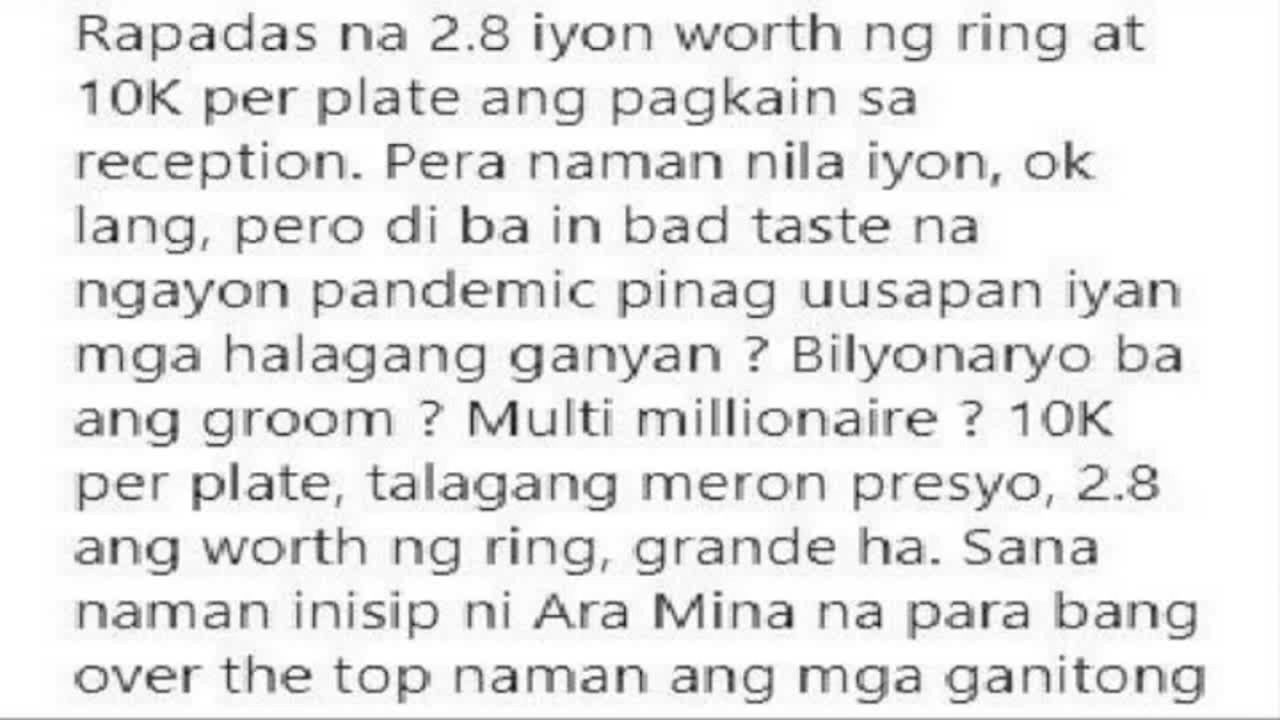 Rapadas na 2.8 iyon worth ng ring at
10K per plate ang pagkain sa
reception. Pera naman nila iyon, ok
lang, pero di ba in bad taste na
ngayon pandemic pinag uusapan iyan
mga halagang ganyan ? Bilyonaryo ba
ang groom ? Multi millionaire ? 10K
per plate, talagang meron presyo, 2.8
ang worth ng ring, grande ha. Sana
naman inisip ni Ara Mina na para bang
over the top naman ang mga ganitong